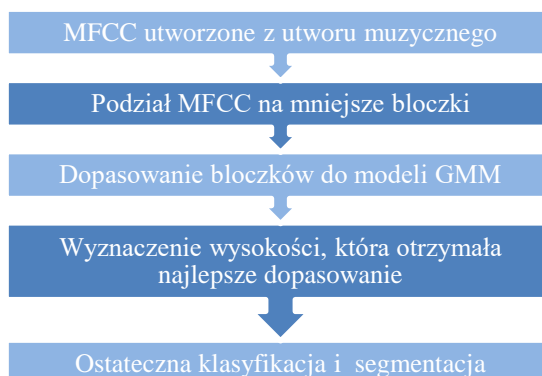 MFCC utworzone z utworu muzycznego
Podział MFCC na mniejsze bloczki
Dopasowanie bloczków do modeli GMM
Wyznaczenie wysokości, która otrzymała
najlepsze dopasowanie
Ostateczna klasyfikacja i segmentacja